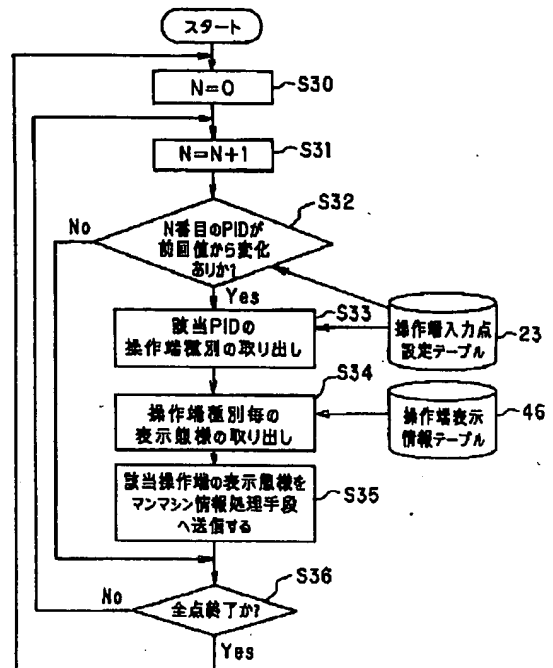 スタート
N=0
S30
N=N+1
S31
S32
N番目のPIDが
前回値から変化
ありか?
No
Yes
S33
該当PIDの
操作端種別の取り出し
操作端入力点
設定テーブル
23
S34
操作端種別毎の
表示態様の取り出し
操作端表示
情報テーブル
46
S35
該当操作端の表示態様を
マンマシン情報処理手段
へ送信する
S36
全点終了か?
No
Yes